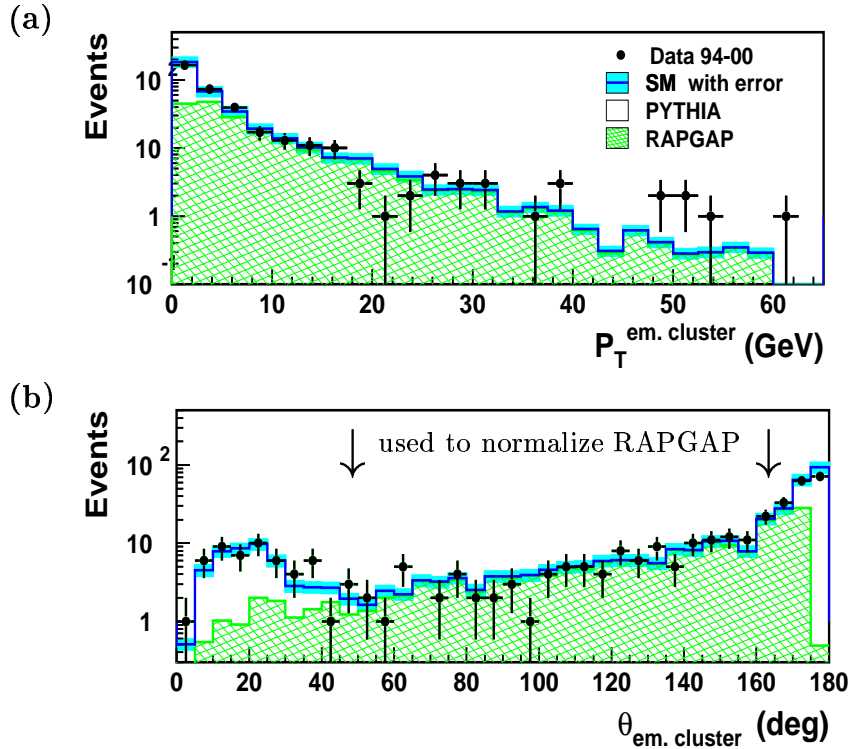 (a)
Events
10 2
10
1
10 -1
Data 94-00
SM with error
PYTHIA
RAPGAP
0 10 20 30 40 50 60
P_T^em. cluster (GeV)
(b)
Events
10 2
10
1
used to normalize RAPGAP
0 20 40 60 80 100 120 140 160 180
θ_em. cluster (deg)